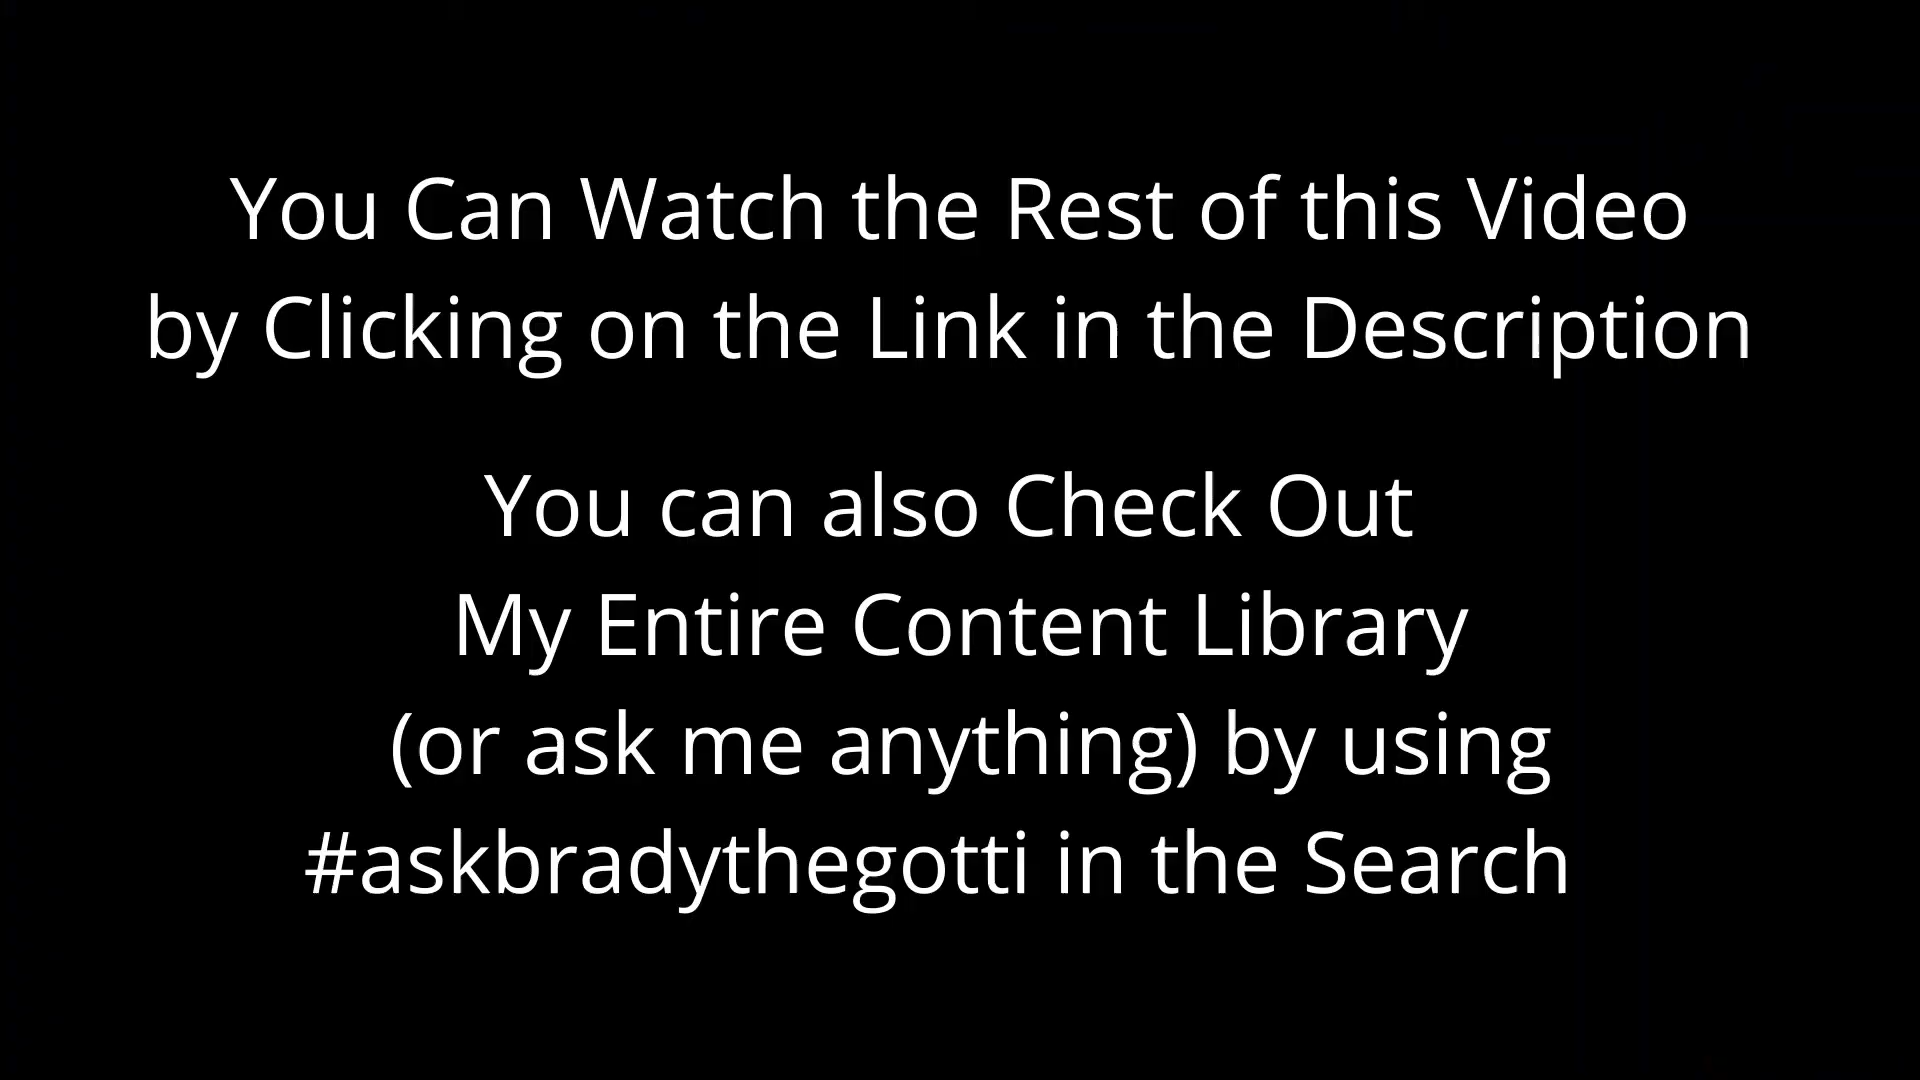 You Can Watch the Rest of this Video
by Clicking on the Link in the Description
You can also Check Out
My Entire Content Library
(or ask me anything) by using
#askbradythegotti in the Search